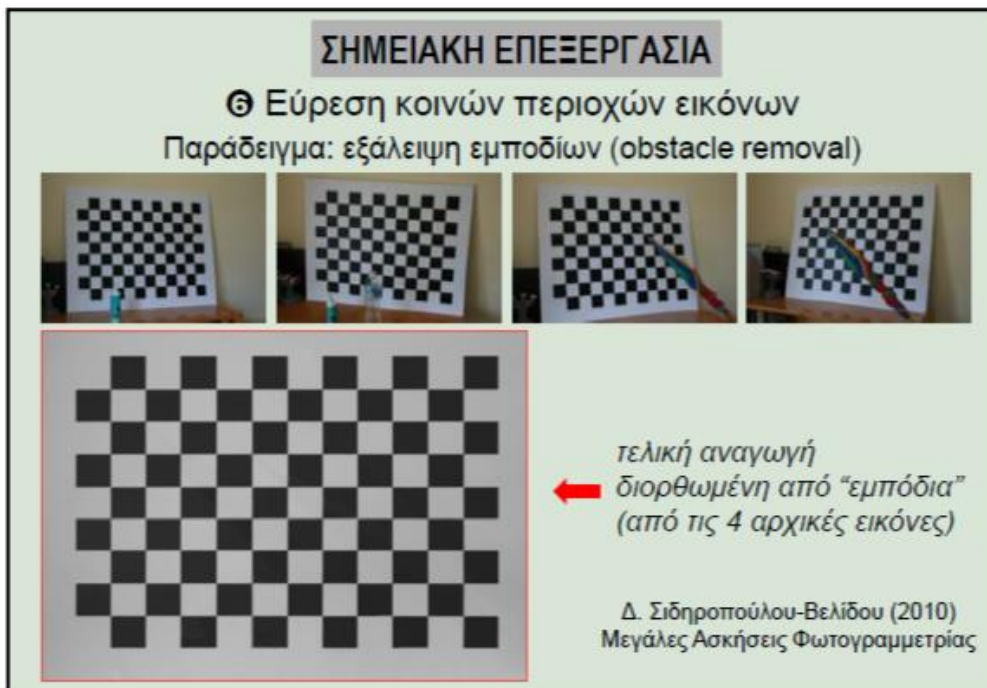 ΣΗΜΕΙΑΚΗ ΕΠΕΞΕΡΓΑΣΙΑ
❻ Εύρεση κοινών περιοχών εικόνων
Παράδειγμα: εξάλειψη εμποδίων (obstacle removal)
τελική αναγωγή
διορθωμένη από “εμπόδια”
(από τις 4 αρχικές εικόνες)
Δ. Σιδηροπούλου-Βελίδου (2010)
Μεγάλες Ασκήσεις Φωτογραμμετρίας